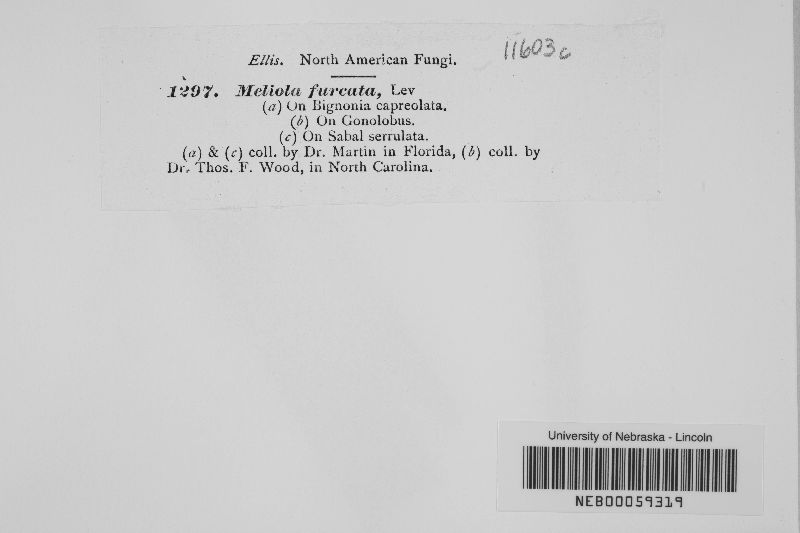 Ellis. North American Fungi.
11603c
1297. Meliola furcata, Lev
(a) On Bignonia capreolata.
(b) On Gonolobus.
(c) On Sabal serrulata.
(a) & (c) coll. by Dr. Martin in Florida, (b) coll. by
Dr. Thos. F. Wood, in North Carolina.
University of Nebraska - Lincoln
NEB00059319